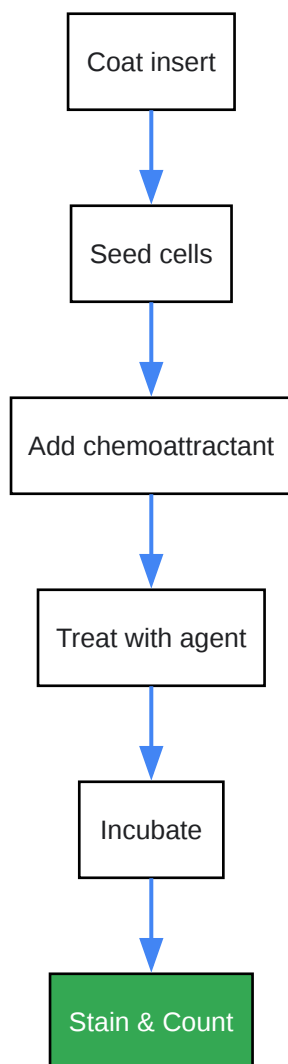 Coat insert
Seed cells
Add chemoattractant
Treat with agent
Incubate
Stain & Count